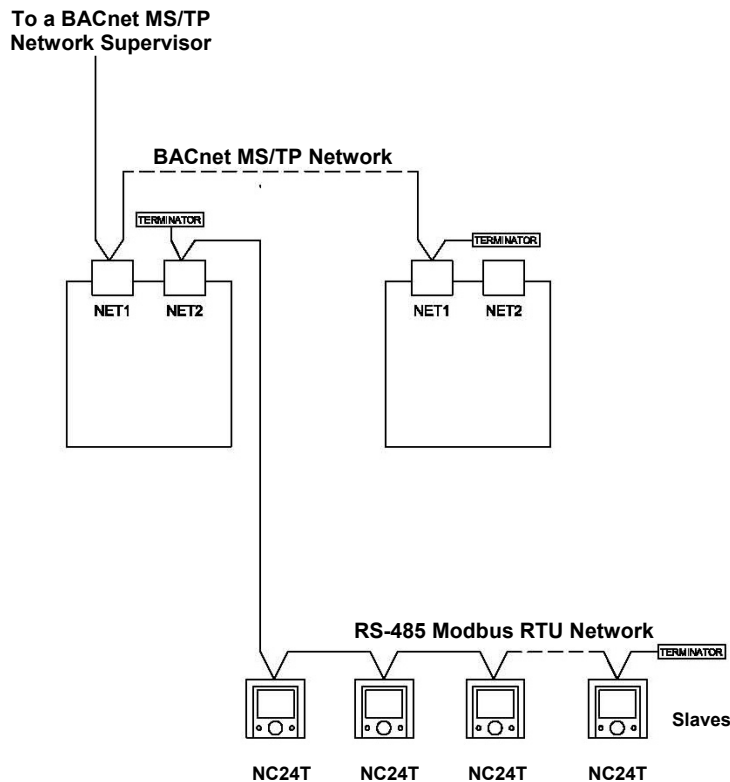 To a BACnet MS/TP
Network Supervisor
BACnet MS/TP Network
TERMINATOR
TERMINATOR
NET1 NET2
NET1 NET2
RS-485 Modbus RTU Network
TERMINATOR
Slaves
NC24T NC24T NC24T NC24T